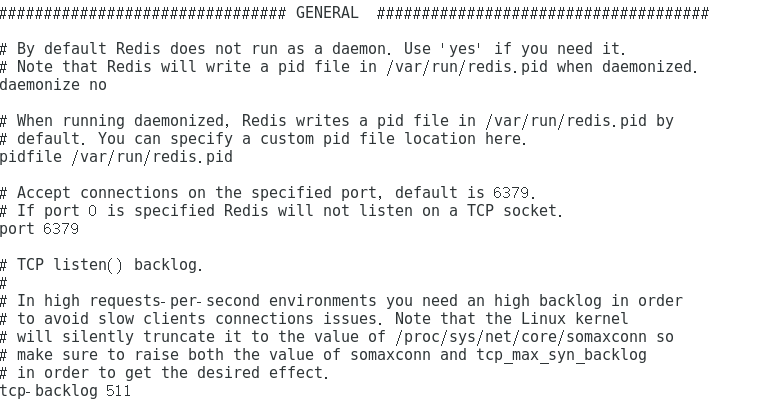 ################################ GENERAL  #####################################
# By default Redis does not run as a daemon. Use 'yes' if you need it.
# Note that Redis will write a pid file in /var/run/redis.pid when daemonized.
daemonize no
# When running daemonized, Redis writes a pid file in /var/run/redis.pid by
# default. You can specify a custom pid file location here.
pidfile /var/run/redis.pid
# Accept connections on the specified port, default is 6379.
# If port 0 is specified Redis will not listen on a TCP socket.
port 6379
# TCP listen() backlog.
#
# In high requests-per-second environments you need an high backlog in order
# to avoid slow clients connections issues. Note that the Linux kernel
# will silently truncate it to the value of /proc/sys/net/core/somaxconn so
# make sure to raise both the value of somaxconn and tcp_max_syn_backlog
# in order to get the desired effect.
tcp-backlog 511